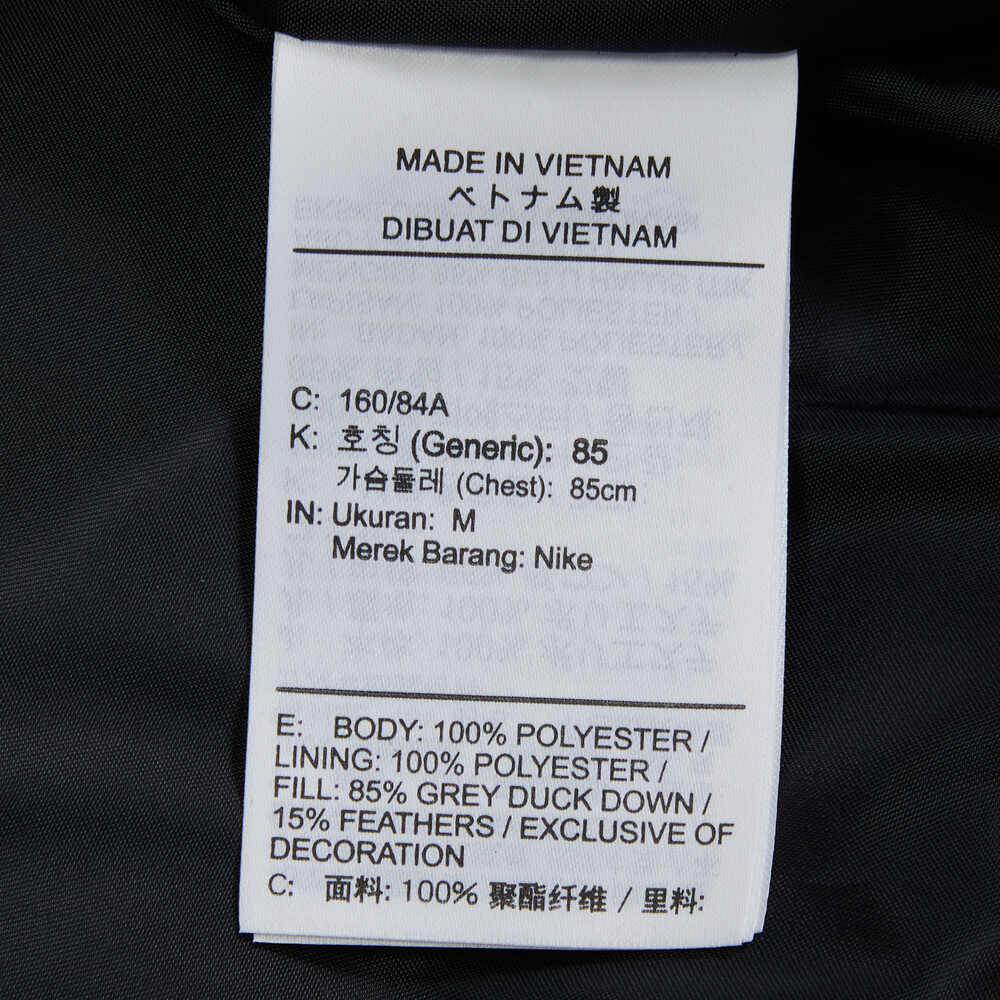 MADE IN VIETNAM
ベトナム製
DIBUAT DI VIETNAM
C: 160/84A
K: 호칭 (Generic): 85
가슴둘레 (Chest): 85cm
IN: Ukuran: M
Merek Barang: Nike
E: BODY: 100% POLYESTER /
LINING: 100% POLYESTER /
FILL: 85% GREY DUCK DOWN /
15% FEATHERS / EXCLUSIVE OF
DECORATION
C: 面料: 100% 聚酯纤维 / 里料: